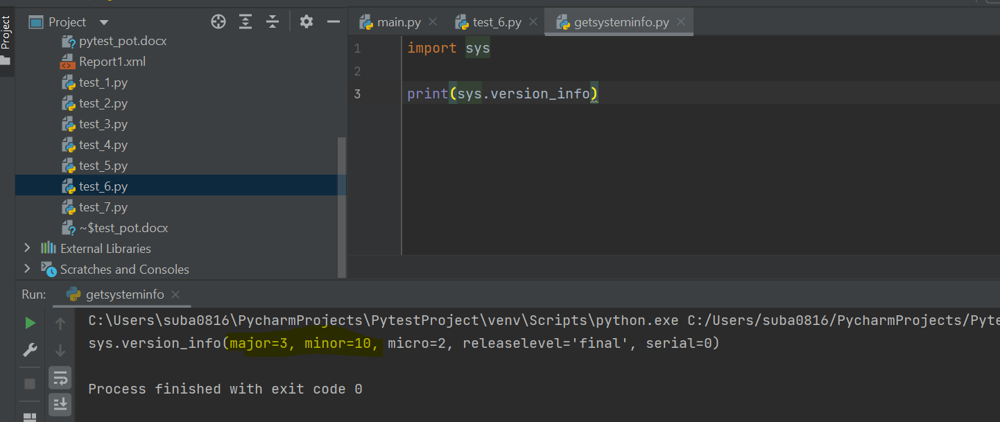 Project
Project
pytest_pot.docx
Report1.xml
test_1.py
test_2.py
test_3.py
test_4.py
test_5.py
test_6.py
test_7.py
~$test_pot.docx
External Libraries
Scratches and Consoles
main.py
test_6.py
getsysteminfo.py
1 import sys
2
3 print(sys.version_info)
Run: getsysteminfo
C:\Users\suba0816\PycharmProjects\PytestProject\venv\Scripts\python.exe C:/Users/suba0816/PycharmProjects/Pyte
sys.version_info(major=3, minor=10, micro=2, releaselevel='final', serial=0)
Process finished with exit code 0